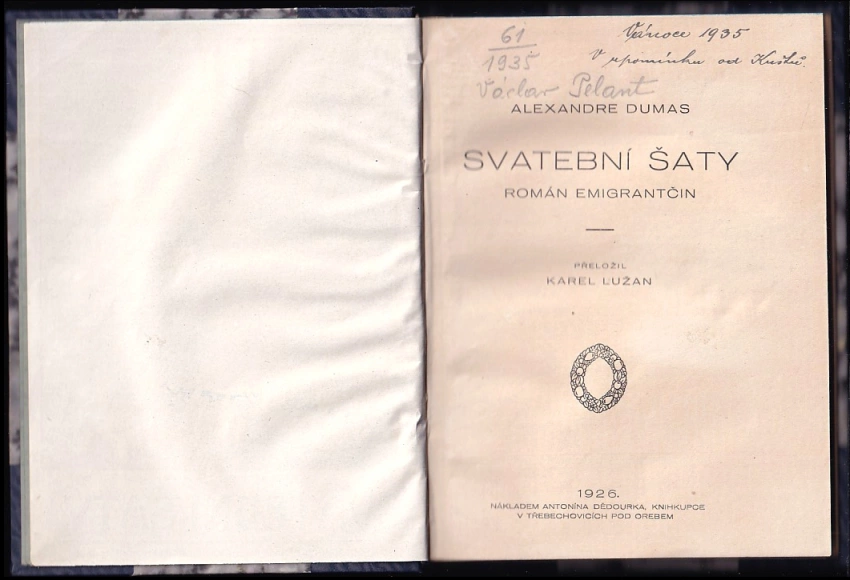 61
1935
Vánoce 1935
V upomínku od
Václav Pelant
ALEXANDRE DUMAS
SVATEBNÍ ŠATY
ROMÁN EMIGRANTČIN
PŘELOŽIL
KAREL LUŽAN
1926.
NÁKLADEM ANTONÍNA DĚDOURKA, KNIHKUPCE
V TŘEBECHOVICÍCH POD OREBEM